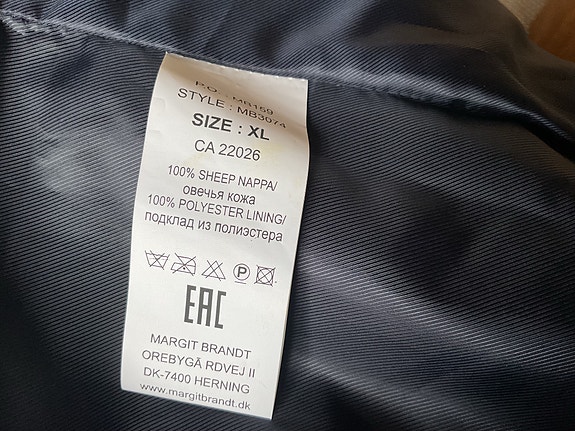 P.O. : MB159
STYLE : MB3074
SIZE : XL
CA 22026
100% SHEEP NAPPA/
овечья кожа
100% POLYESTER LINING/
подклад из полиэстера
P
EAC
MARGIT BRANDT
OREBYGÅ RDVEJ II
DK-7400 HERNING
www.margitbrandt.dk